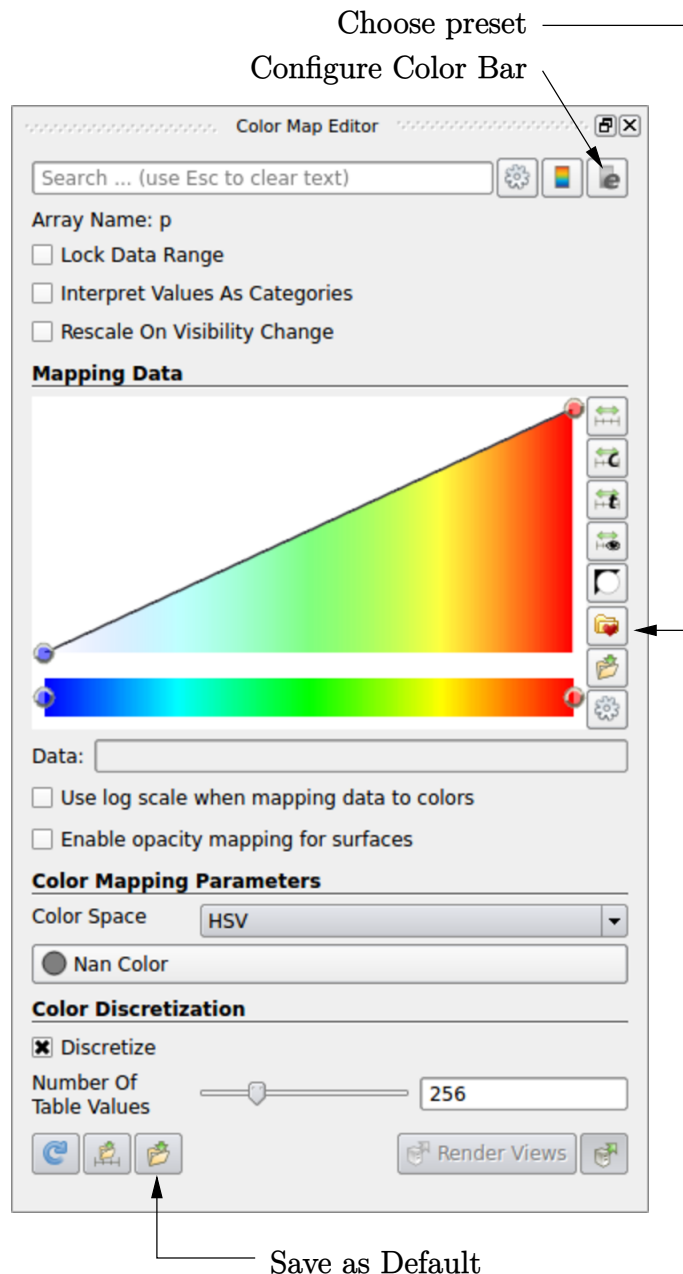 Choose preset
Configure Color Bar
Color Map Editor
Search ... (use Esc to clear text)
e
Array Name: p
Lock Data Range
Interpret Values As Categories
Rescale On Visibility Change
Mapping Data
c
t
Data:
Use log scale when mapping data to colors
Enable opacity mapping for surfaces
Color Mapping Parameters
Color Space HSV
Nan Color
Color Discretization
Discretize
Number Of
Table Values
256
Render Views
Save as Default